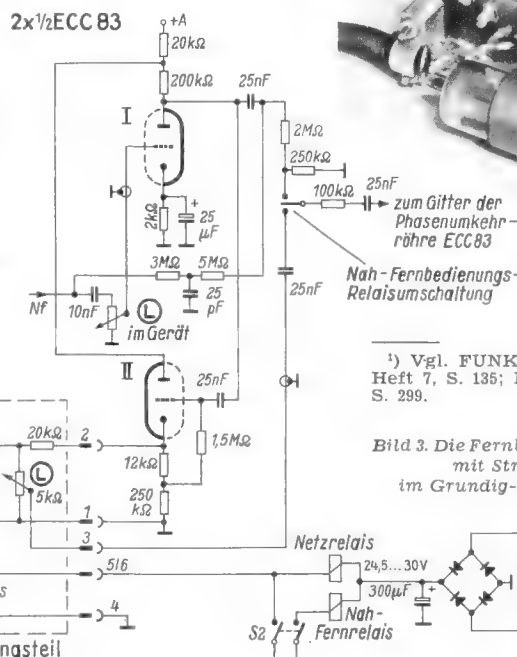 2x½ECC 83
+A
20kΩ
200kΩ
25nF
I
2MΩ
250kΩ
100kΩ
25nF
zum Gitter der
Phasenumkehr-
röhre ECC83
2kΩ
+
25
µF
3MΩ
5MΩ
25nF
Nah-Fernbedienungs-
Relaisumschaltung
Nf
10nF
L
im Gerät
25
pF
II
25nF
¹) Vgl. FUNK
Heft 7, S. 135;
S. 299.
20kΩ
2
1,5MΩ
Bild 3. Die Fernb
mit Str
im Grundig-
L
5kΩ
12kΩ
250
kΩ
1
3
Netzrelais
5|6
24,5...30V
s
300µF
+
4
S2
Nah-
Fernrelais
ngsteil